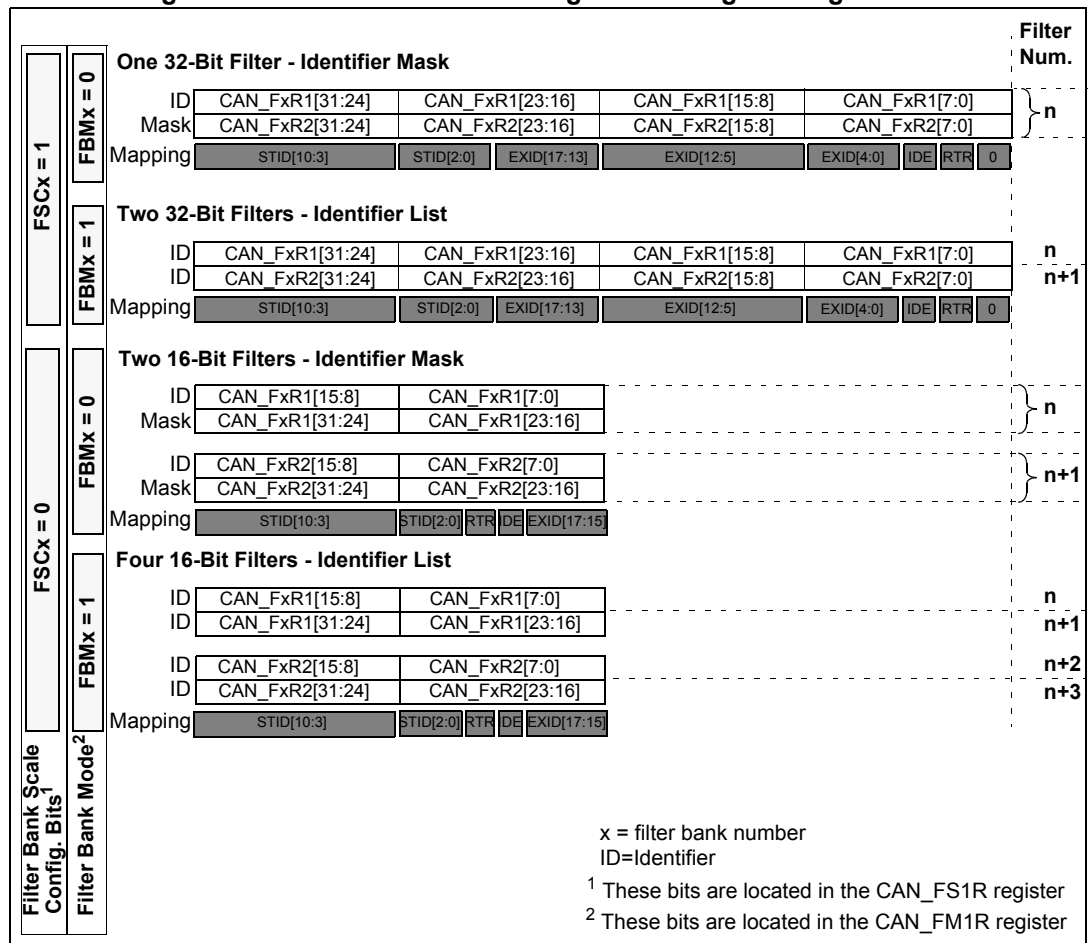 Filter
Num.
One 32-Bit Filter - Identifier Mask
ID CAN_FxR1[31:24] CAN_FxR1[23:16] CAN_FxR1[15:8] CAN_FxR1[7:0] n
Mask CAN_FxR2[31:24] CAN_FxR2[23:16] CAN_FxR2[15:8] CAN_FxR2[7:0]
Mapping STID[10:3] STID[2:0] EXID[17:13] EXID[12:5] EXID[4:0] IDE RTR 0
FSCx = 1
FBMx = 0
Two 32-Bit Filters - Identifier List
ID CAN_FxR1[31:24] CAN_FxR1[23:16] CAN_FxR1[15:8] CAN_FxR1[7:0] n
ID CAN_FxR2[31:24] CAN_FxR2[23:16] CAN_FxR2[15:8] CAN_FxR2[7:0] n+1
Mapping STID[10:3] STID[2:0] EXID[17:13] EXID[12:5] EXID[4:0] IDE RTR 0
FBMx = 1
Two 16-Bit Filters - Identifier Mask
ID CAN_FxR1[15:8] CAN_FxR1[7:0] n
Mask CAN_FxR1[31:24] CAN_FxR1[23:16]
ID CAN_FxR2[15:8] CAN_FxR2[7:0] n+1
Mask CAN_FxR2[31:24] CAN_FxR2[23:16]
Mapping STID[10:3] STID[2:0] RTR IDE EXID[17:15]
FSCx = 0
FBMx = 0
Four 16-Bit Filters - Identifier List
ID CAN_FxR1[15:8] CAN_FxR1[7:0] n
ID CAN_FxR1[31:24] CAN_FxR1[23:16] n+1
ID CAN_FxR2[15:8] CAN_FxR2[7:0] n+2
ID CAN_FxR2[31:24] CAN_FxR2[23:16] n+3
Mapping STID[10:3] STID[2:0] RTR IDE EXID[17:15]
FBMx = 1
Filter Bank Scale
Config. Bits1
Filter Bank Mode2
x = filter bank number
ID=Identifier
1 These bits are located in the CAN_FS1R register
2 These bits are located in the CAN_FM1R register